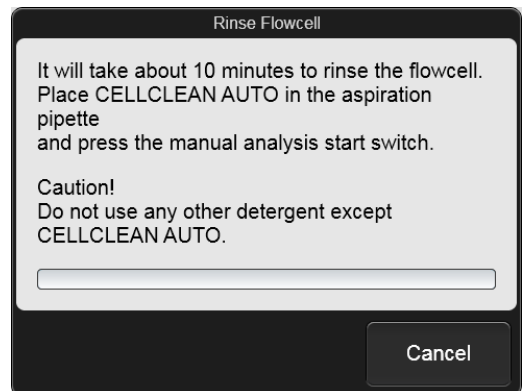 Rinse Flowcell
It will take about 10 minutes to rinse the flowcell.
Place CELLCLEAN AUTO in the aspiration
pipette
and press the manual analysis start switch.
Caution!
Do not use any other detergent except
CELLCLEAN AUTO.
Cancel